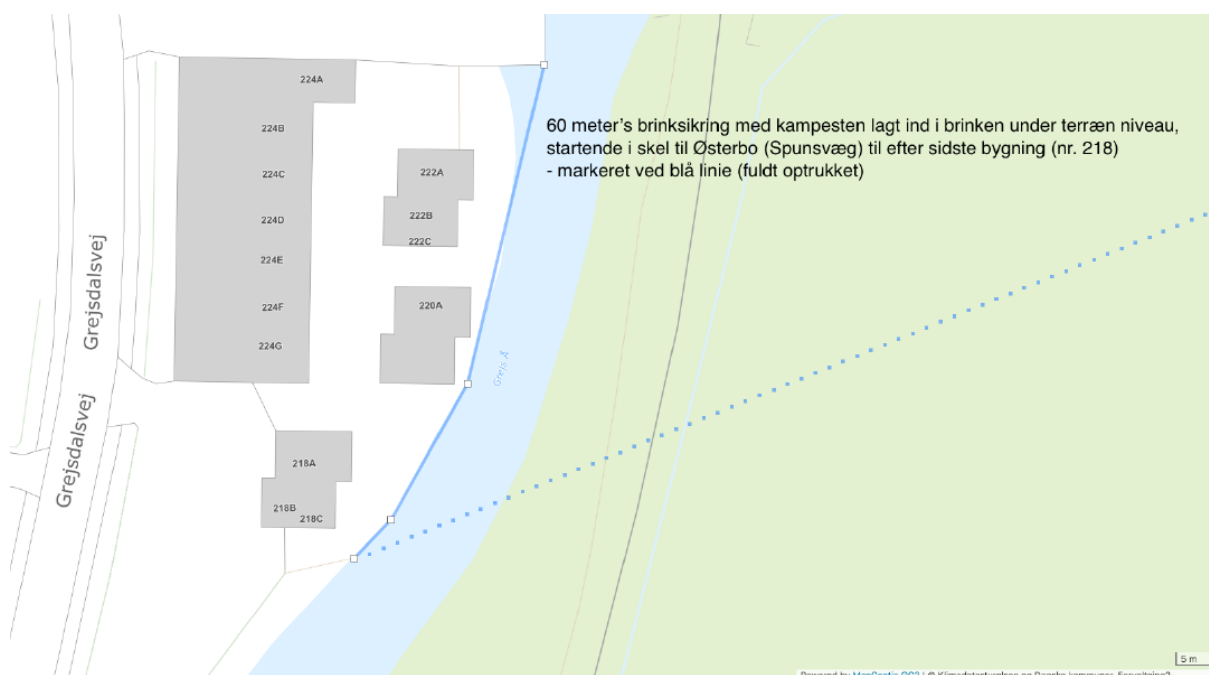 224A
60 meter's brinksikring med kampesten lagt ind i brinken under terræn niveau,
startende i skel til Østerbo (Spunsvæg) til efter sidste bygning (nr. 218)
- markeret ved blå linie (fuldt optrukket)
224B
224C
222A
224D
222B
222C
224E
Grejsdalsvej
224F
220A
224G
Grejs Å
Grejsdalsvej
218A
218B
218C
5 m